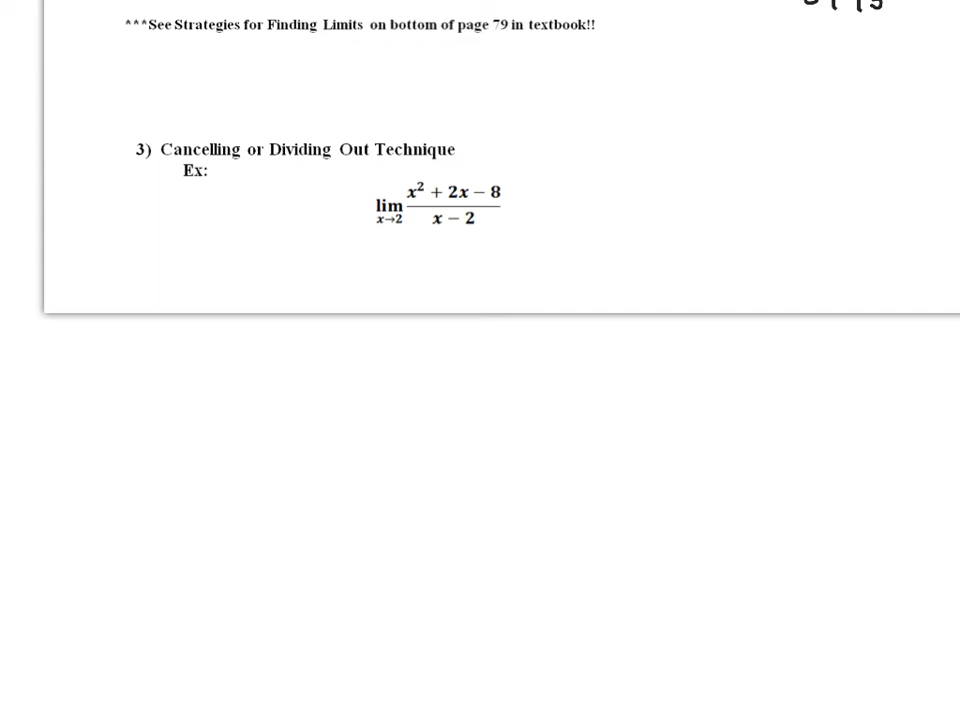 ***See Strategies for Finding Limits on bottom of page 79 in textbook!!
3) Cancelling or Dividing Out Technique
Ex:
lim x→2 (x² + 2x − 8)/(x − 2)